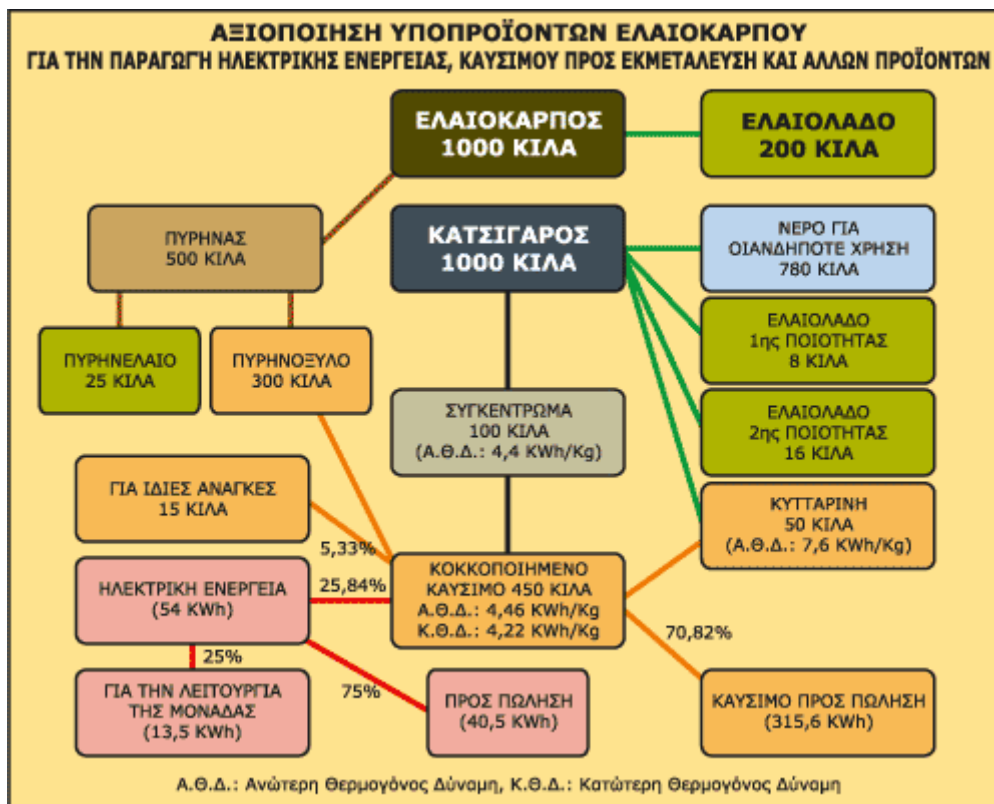 ΑΞΙΟΠΟΙΗΣΗ ΥΠΟΠΡΟΪΟΝΤΩΝ ΕΛΑΙΟΚΑΡΠΟΥ
ΓΙΑ ΤΗΝ ΠΑΡΑΓΩΓΗ ΗΛΕΚΤΡΙΚΗΣ ΕΝΕΡΓΕΙΑΣ, ΚΑΥΣΙΜΟΥ ΠΡΟΣ ΕΚΜΕΤΑΛΕΥΣΗ ΚΑΙ ΑΛΛΩΝ ΠΡΟΪΟΝΤΩΝ
ΕΛΑΙΟΚΑΡΠΟΣ
1000 ΚΙΛΑ
ΕΛΑΙΟΛΑΔΟ
200 ΚΙΛΑ
ΠΥΡΗΝΑΣ
500 ΚΙΛΑ
ΚΑΤΣΙΓΑΡΟΣ
1000 ΚΙΛΑ
ΝΕΡΟ ΓΙΑ
ΟΙΑΝΔΗΠΟΤΕ ΧΡΗΣΗ
780 ΚΙΛΑ
ΠΥΡΗΝΕΛΑΙΟ
25 ΚΙΛΑ
ΠΥΡΗΝΟΞΥΛΟ
300 ΚΙΛΑ
ΕΛΑΙΟΛΑΔΟ
1ης ΠΟΙΟΤΗΤΑΣ
8 ΚΙΛΑ
ΣΥΓΚΕΝΤΡΩΜΑ
100 ΚΙΛΑ
(Α.Θ.Δ.: 4,4 KWh/Kg)
ΕΛΑΙΟΛΑΔΟ
2ης ΠΟΙΟΤΗΤΑΣ
16 ΚΙΛΑ
ΓΙΑ ΙΔΙΕΣ ΑΝΑΓΚΕΣ
15 ΚΙΛΑ
ΚΥΤΤΑΡΙΝΗ
50 ΚΙΛΑ
(Α.Θ.Δ.: 7,6 KWh/Kg)
5,33%
ΗΛΕΚΤΡΙΚΗ ΕΝΕΡΓΕΙΑ
(54 KWh)
25,84%
ΚΟΚΚΟΠΟΙΗΜΕΝΟ
ΚΑΥΣΙΜΟ 450 ΚΙΛΑ
Α.Θ.Δ.: 4,46 KWh/Kg
Κ.Θ.Δ.: 4,22 KWh/Kg
70,82%
25%
75%
ΓΙΑ ΤΗΝ ΛΕΙΤΟΥΡΓΙΑ
ΤΗΣ ΜΟΝΑΔΑΣ
(13,5 KWh)
ΠΡΟΣ ΠΩΛΗΣΗ
(40,5 KWh)
ΚΑΥΣΙΜΟ ΠΡΟΣ ΠΩΛΗΣΗ
(315,6 KWh)
Α.Θ.Δ.: Ανώτερη Θερμογόνος Δύναμη, Κ.Θ.Δ.: Κατώτερη Θερμογόνος Δύναμη